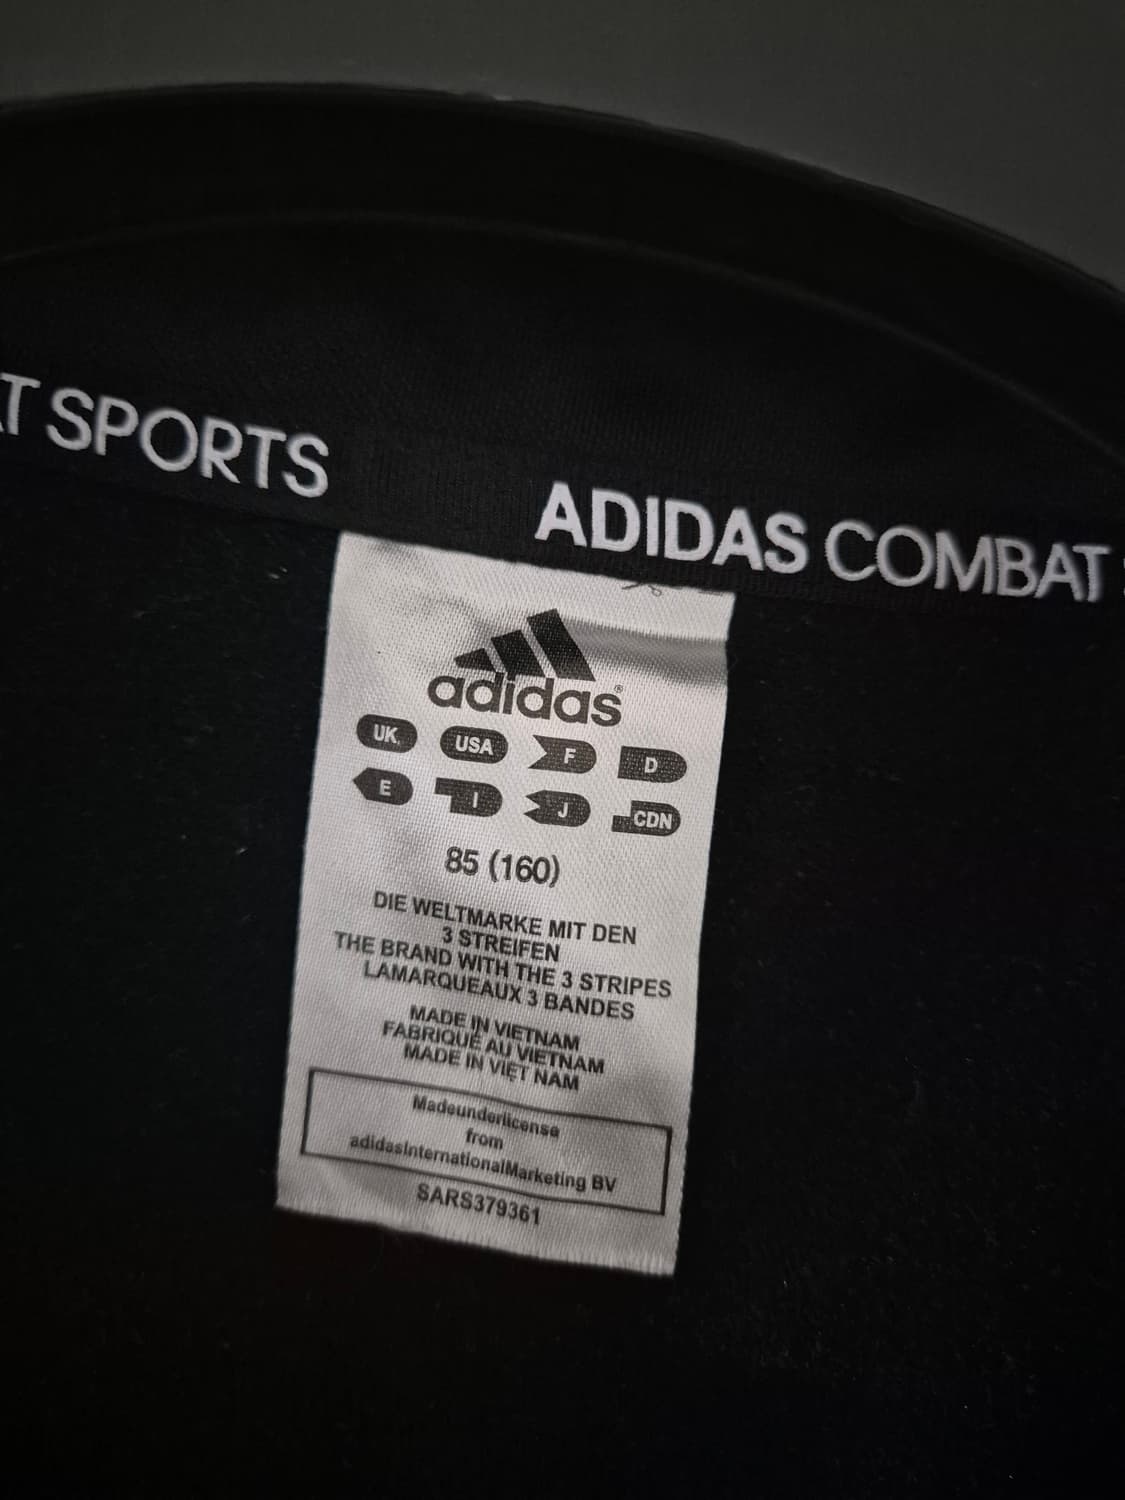 T SPORTS
ADIDAS COMBAT
adidas®
UK USA F D
E I J CDN
85 (160)
DIE WELTMARKE MIT DEN
3 STREIFEN
THE BRAND WITH THE 3 STRIPES
LAMARQUEAUX 3 BANDES
MADE IN VIETNAM
FABRIQUÉ AU VIETNAM
MADE IN VIỆT NAM
Madeunderlicense
from
adidasInternationalMarketing BV
SARS379361